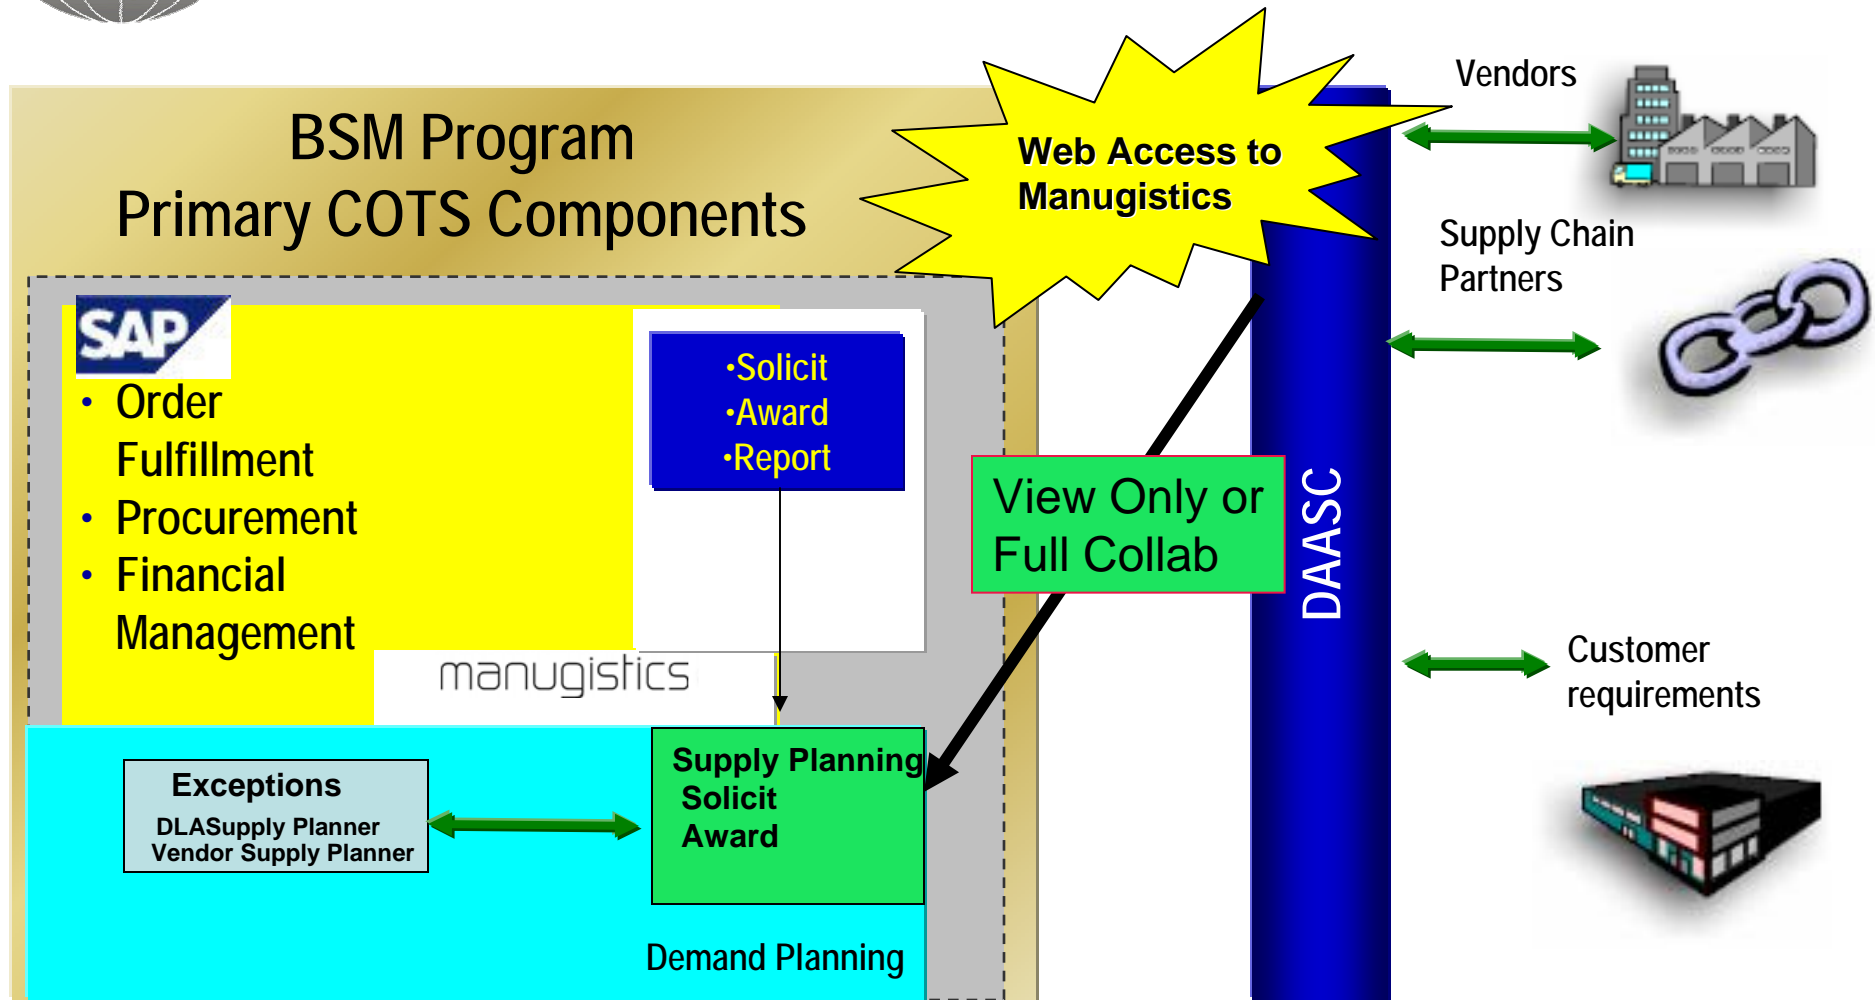 BSM Program
Primary COTS Components
Web Access to
Manugistics
Vendors
Supply Chain
Partners
SAP
• Order
Fulfillment
• Procurement
• Financial
Management
•Solicit
•Award
•Report
View Only or
Full Collab
DAASC
Customer
requirements
manugistics
Exceptions
DLASupply Planner
Vendor Supply Planner
Supply Planning
Solicit
Award
Demand Planning